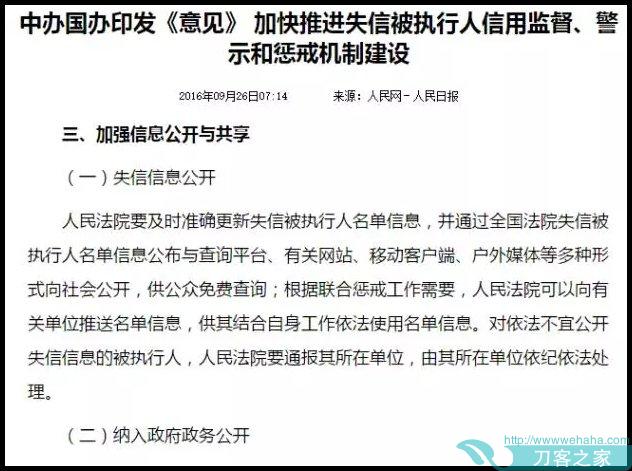 中办国办印发《意见》 加快推进失信被执行人信用监督、警
示和惩戒机制建设
2016年09月26日07:14 来源：人民网－人民日报
三、加强信息公开与共享
（一）失信信息公开
人民法院要及时准确更新失信被执行人名单信息，并通过全国法院失信被
执行人名单信息公布与查询平台、有关网站、移动客户端、户外媒体等多种形
式向社会公开，供公众免费查询；根据联合惩戒工作需要，人民法院可以向有
关单位推送名单信息，供其结合自身工作依法使用名单信息。对依法不宜公开
失信信息的被执行人，人民法院要通报其所在单位，由其所在单位依纪依法处
理。
（二）纳入政府政务公开
http://www.wehaha.com
刀客之家